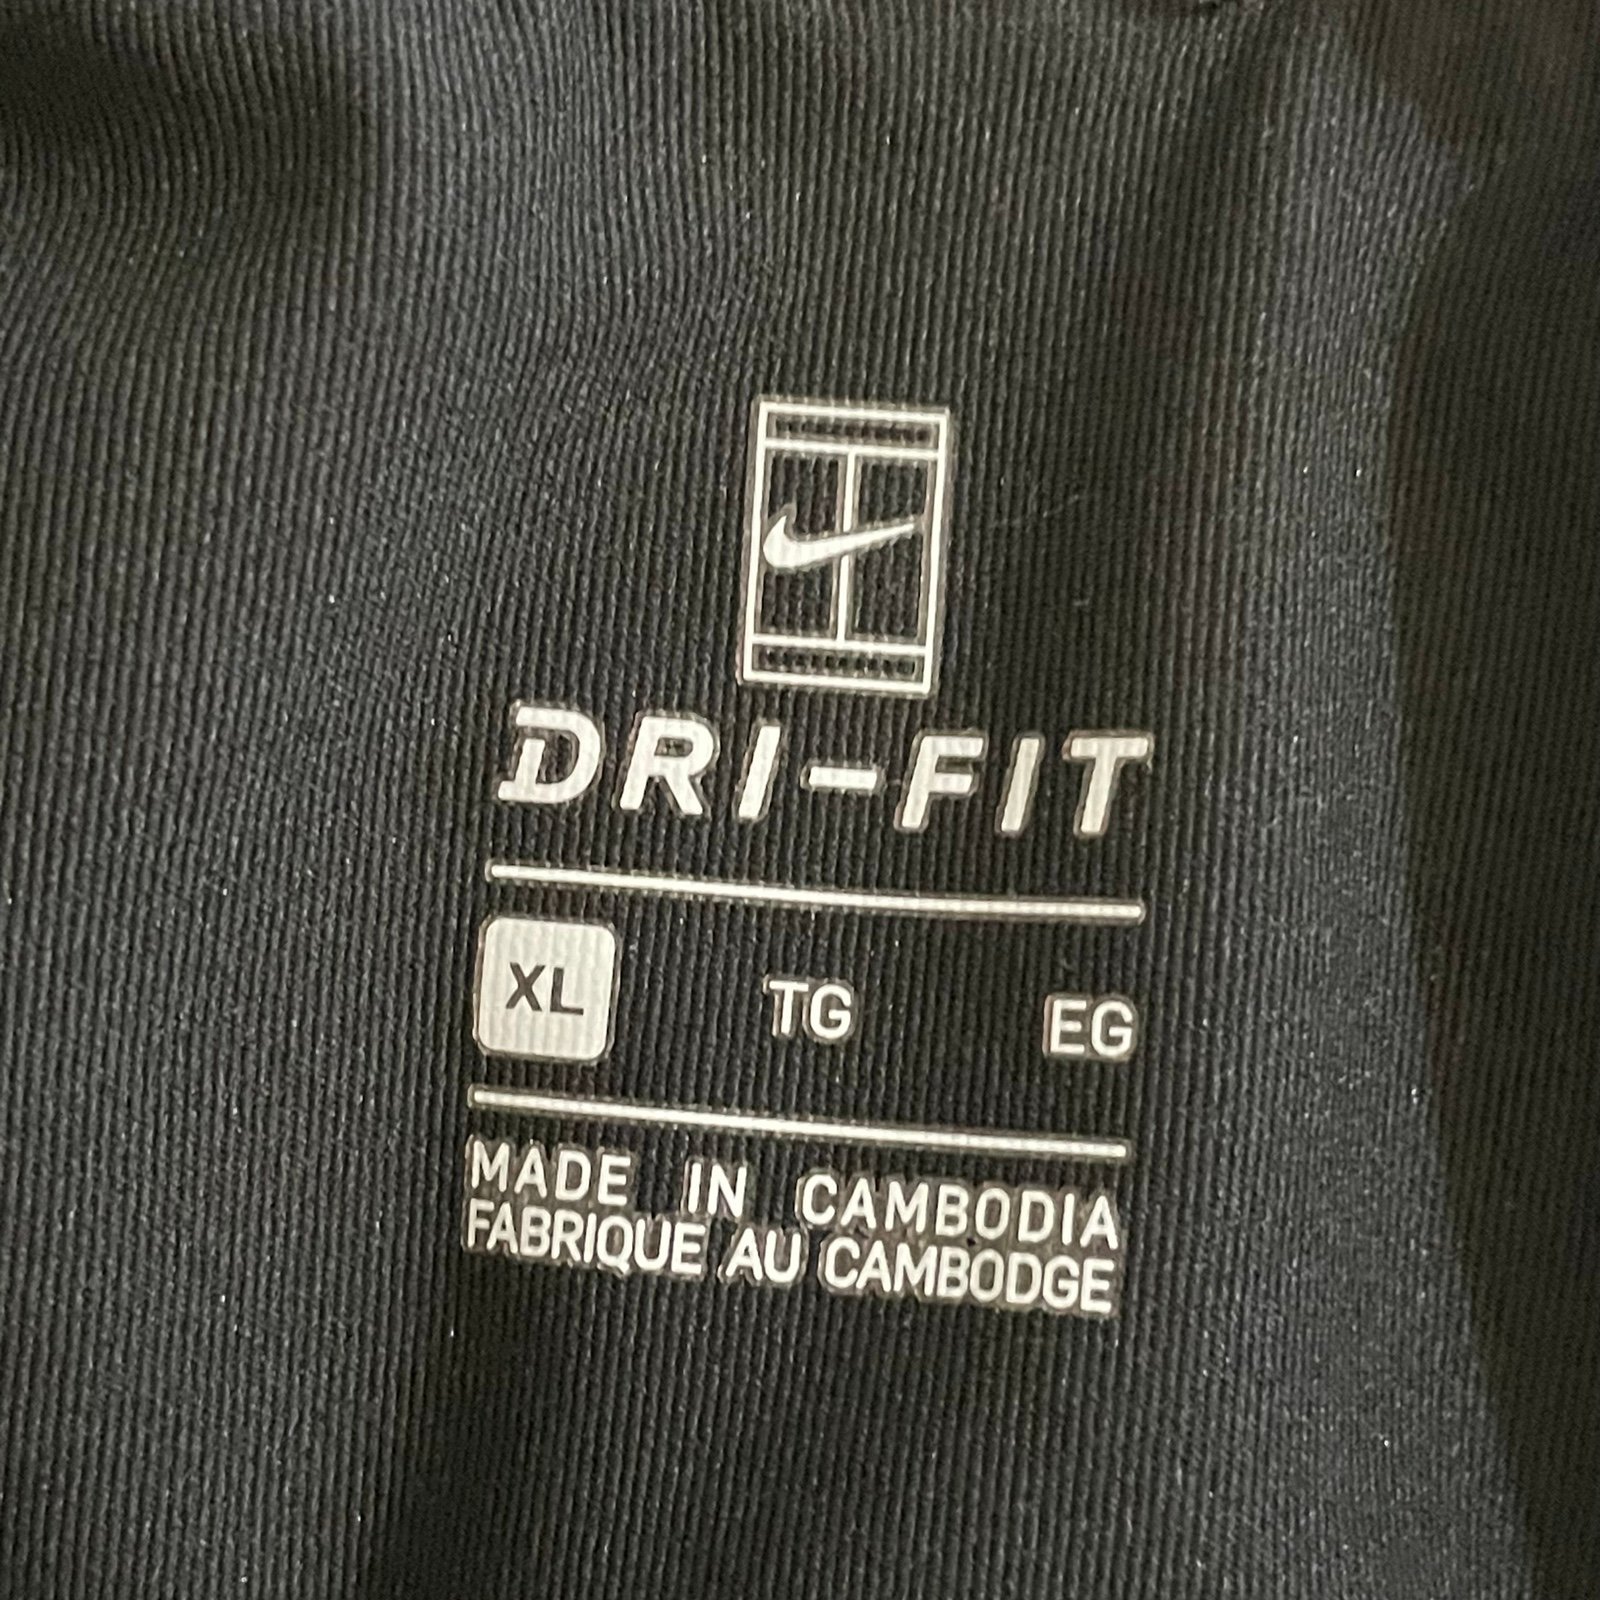 DRI-FIT
XL TG EG
MADE IN CAMBODIA
FABRIQUE AU CAMBODGE